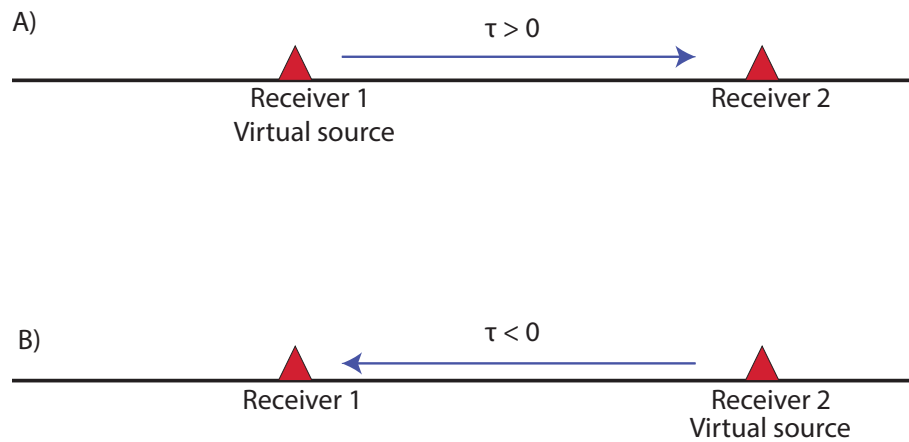 A)
τ > 0
Receiver 1
Receiver 2
Virtual source
B)
τ < 0
Receiver 1
Receiver 2
Virtual source